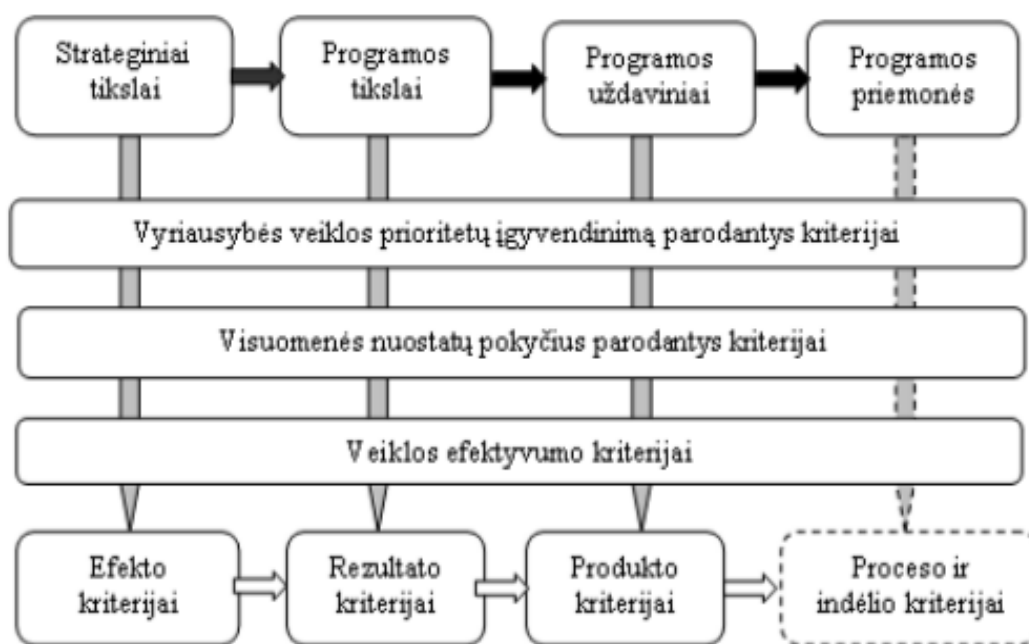 Strateginiai
tikslai
Programos
tikslai
Programos
uždaviniai
Programos
priemonės
Vyriausybės veiklos prioritetų įgyvendinimą parodantys kriterijai
Visuomenės nuostatų pokyčius parodantys kriterijai
Veiklos efektyvumo kriterijai
Efekto
kriterijai
Rezultato
kriterijai
Produkto
kriterijai
Proceso ir
indėlio kriterijai